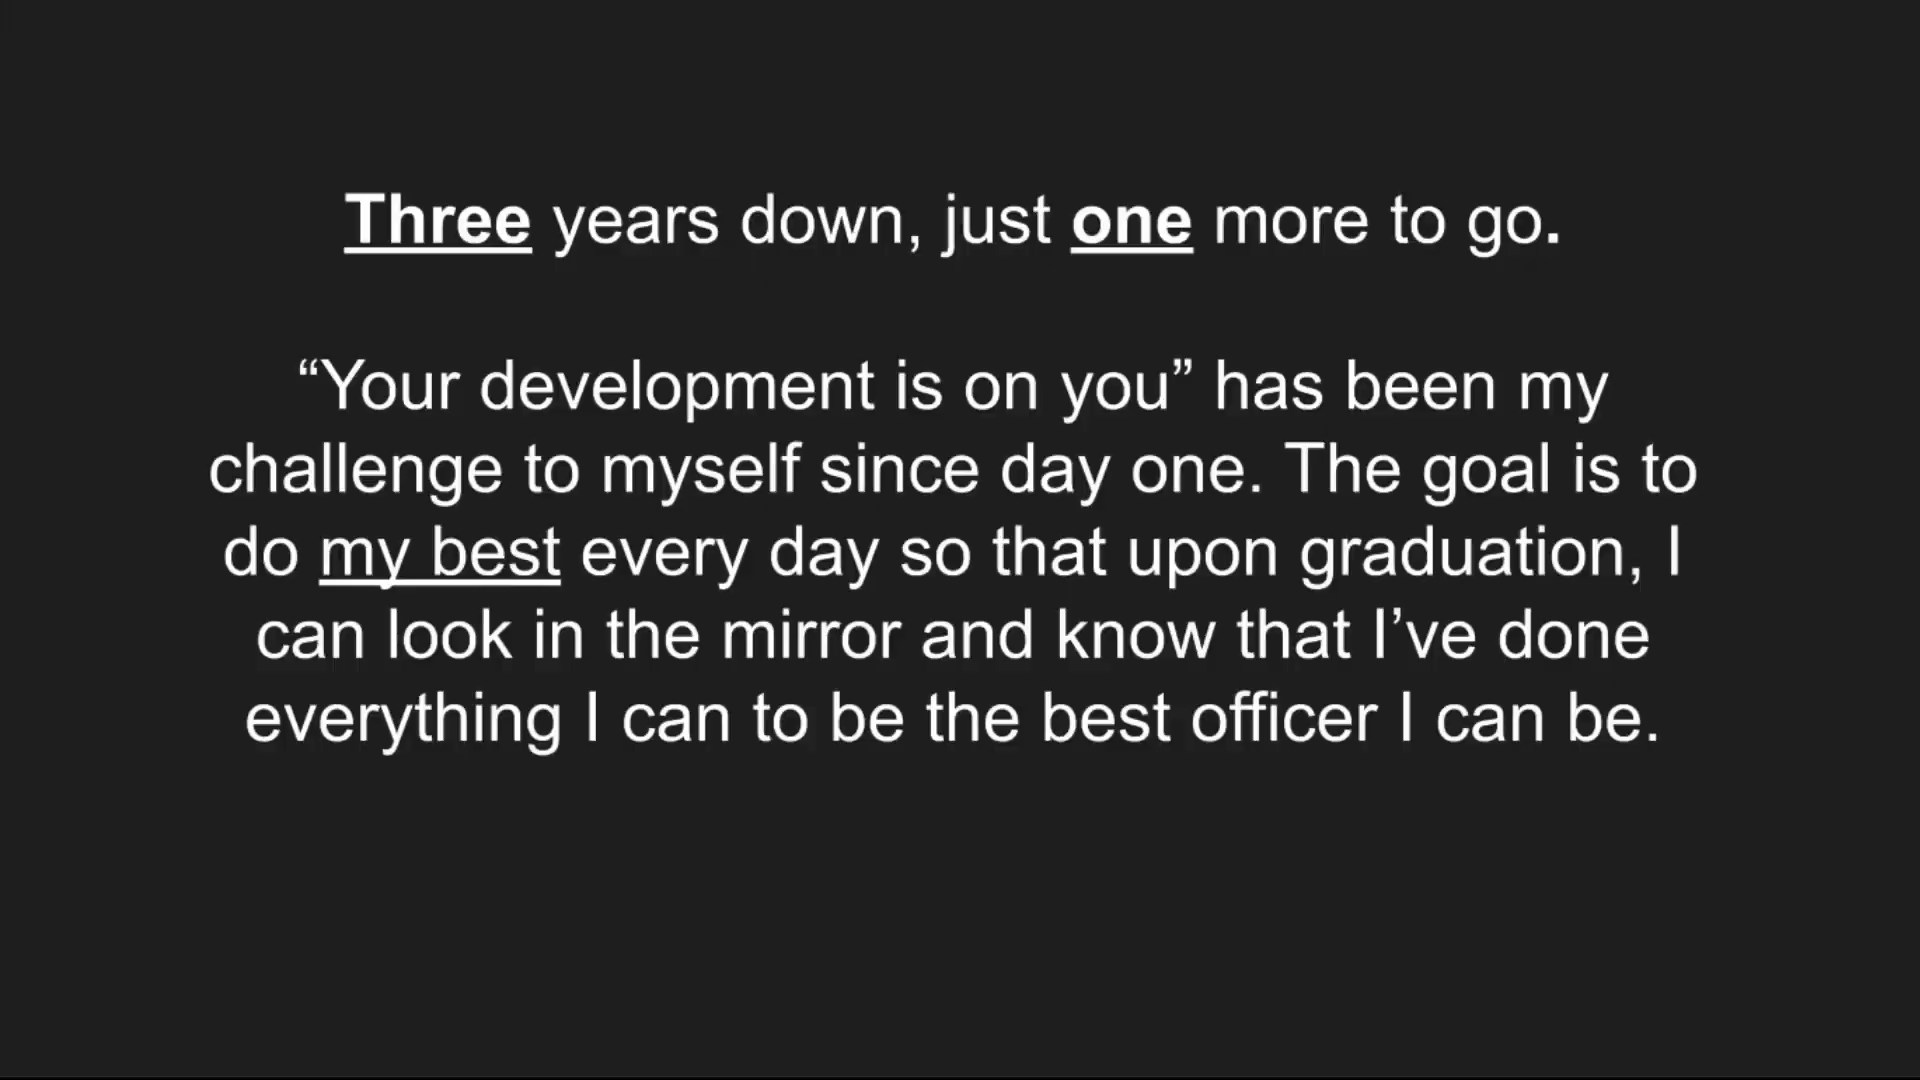 Three years down, just one more to go.
“Your development is on you” has been my
challenge to myself since day one. The goal is to
do my best every day so that upon graduation, I
can look in the mirror and know that I’ve done
everything I can to be the best officer I can be.